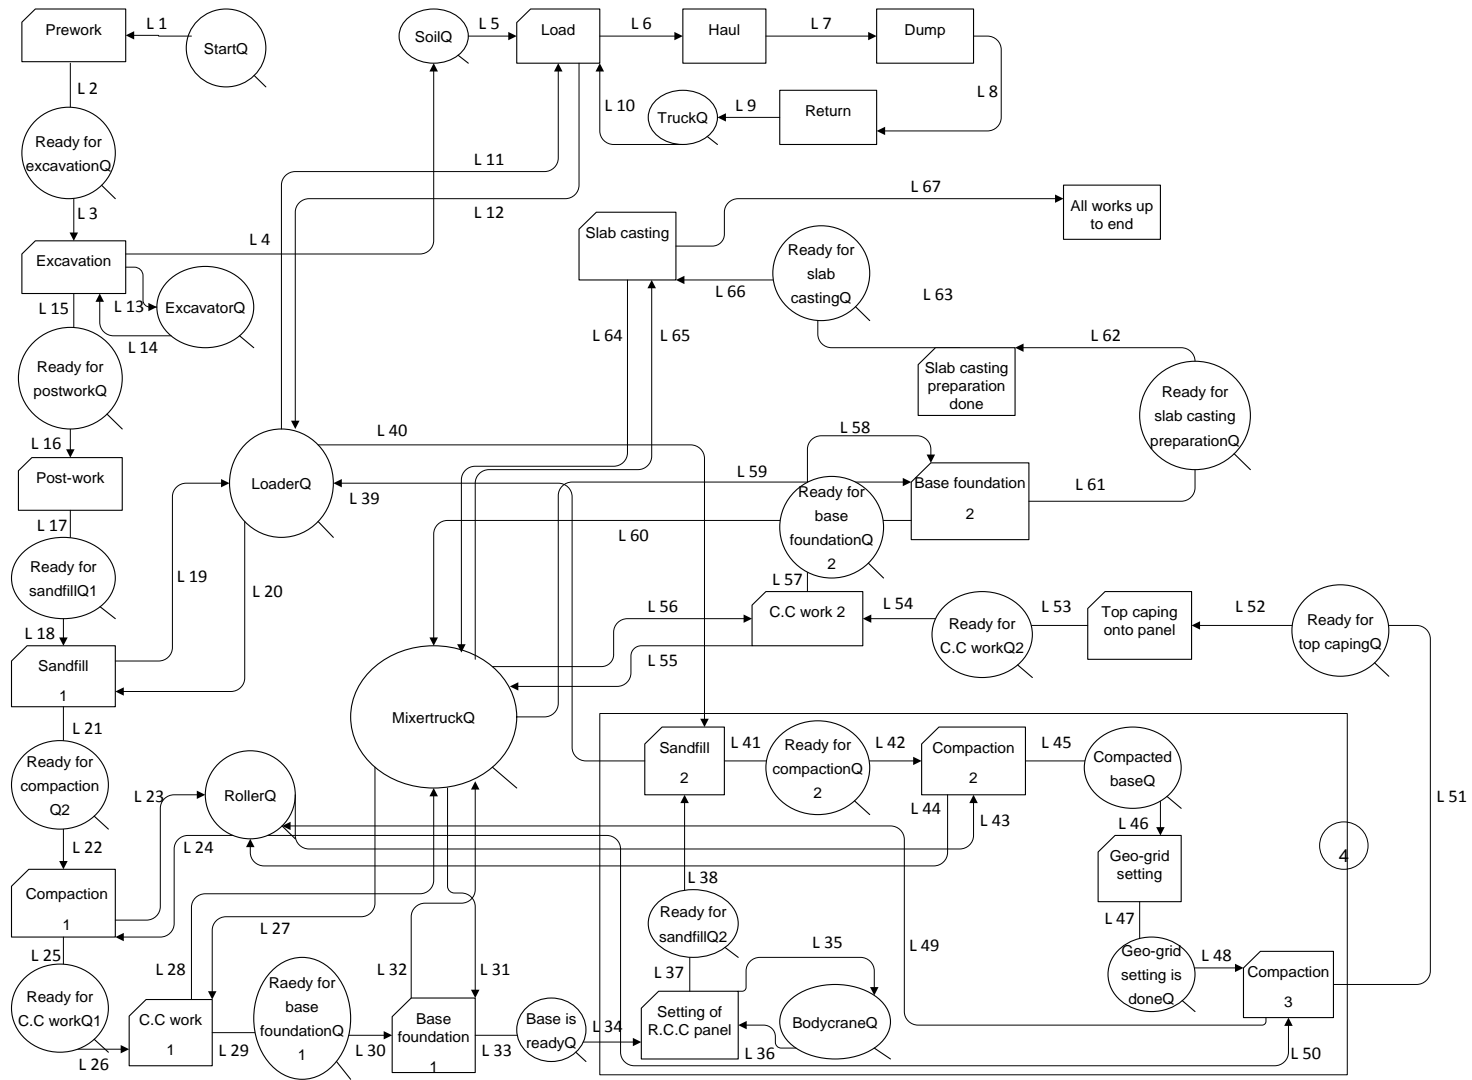 Prework
L 1
StartQ
SoilQ
L 5
Load
L 6
Haul
L 7
Dump
L 2
L 8
L 10
TruckQ
L 9
Return
Ready for
excavationQ
L 11
L 3
L 12
L 4
Excavation
L 67
All works up
to end
Slab casting
Ready for
slab
castingQ
L 66
L 63
L 15
L 13
ExcavatorQ
L 14
L 64
L 65
L 62
Ready for
postworkQ
Slab casting
preparation
done
Ready for
slab casting
preparationQ
L 16
L 40
L 58
Post-work
LoaderQ
L 39
L 59
Ready for
base
foundationQ
2
Base foundation
2
L 61
L 17
L 60
Ready for
sandfillQ1
L 19
L 20
L 57
L 18
L 56
C.C work 2
L 54
Ready for
C.C workQ2
L 53
Top caping
onto panel
L 52
Ready for
top capingQ
Sandfill
1
L 55
L 21
MixertruckQ
Ready for
compaction
Q2
L 23
RollerQ
Sandfill
2
L 41
Ready for
compactionQ
2
L 42
Compaction
2
L 45
Compacted
baseQ
L 51
L 44
L 43
L 46
L 22
L 24
4
Geo-grid
setting
Compaction
1
L 38
L 27
Ready for
sandfillQ2
L 47
L 25
L 28
L 32
L 31
L 35
L 49
L 37
Geo-grid
setting is
doneQ
L 48
Compaction
3
Ready for
C.C workQ1
C.C work
1
Raedy for
base
foundationQ
1
Base
foundation
1
Base is
readyQ
L 34
Setting of
R.C.C panel
BodycraneQ
L 26
L 29
L 30
L 33
L 36
L 50